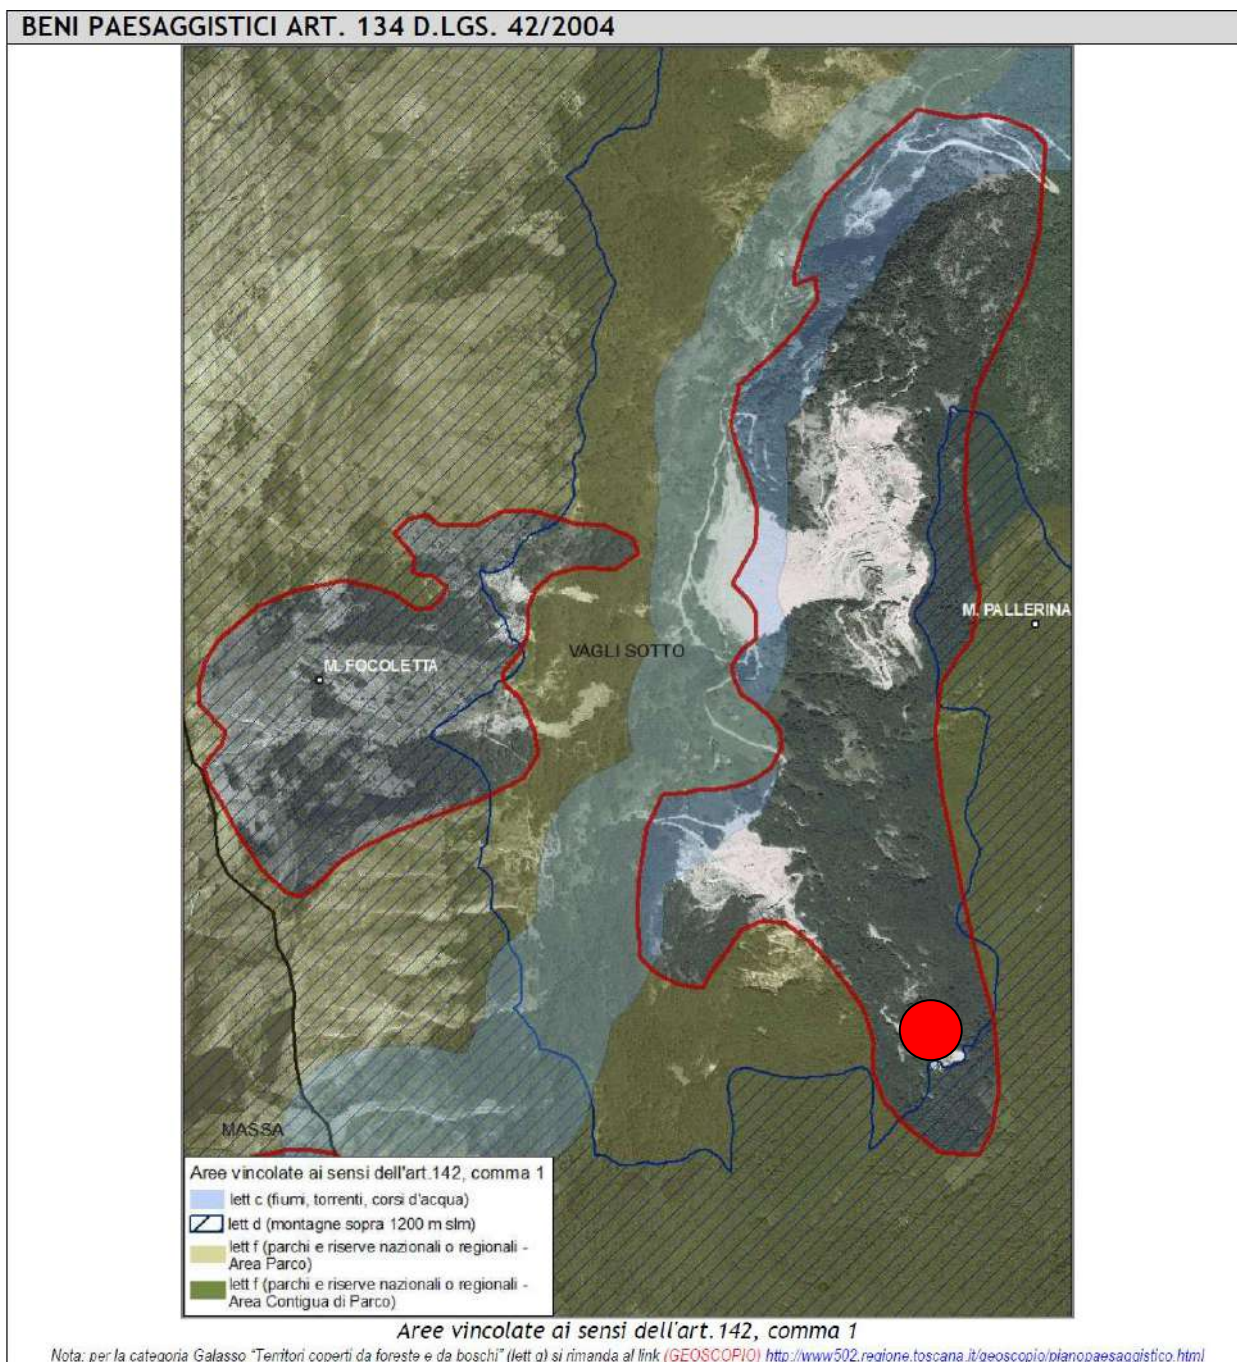 BENI PAESAGGISTICI ART. 134 D.LGS. 42/2004
M. PALLERINA
VAGLI SOTTO
M. FOCOLETTA
MASSA
Aree vincolate ai sensi dell'art.142, comma 1
lett c (fiumi, torrenti, corsi d'acqua)
lett d (montagne sopra 1200 m slm)
lett f (parchi e riserve nazionali o regionali -
Area Parco)
lett f (parchi e riserve nazionali o regionali -
Area Contigua di Parco)
Aree vincolate ai sensi dell'art.142, comma 1
Nota: per la categoria Galasso "Territori coperti da foreste e da boschi" (lett g) si rimanda al link (GEOSCOPIO) http://www502.regione.toscana.it/geoscopio/pianopaesaggistico.html